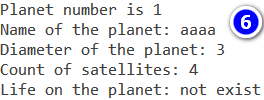 Planet number is 1
Name of the planet: aaaa
6
Diameter of the planet: 3
Count of satellites: 4
Life on the planet: not exist